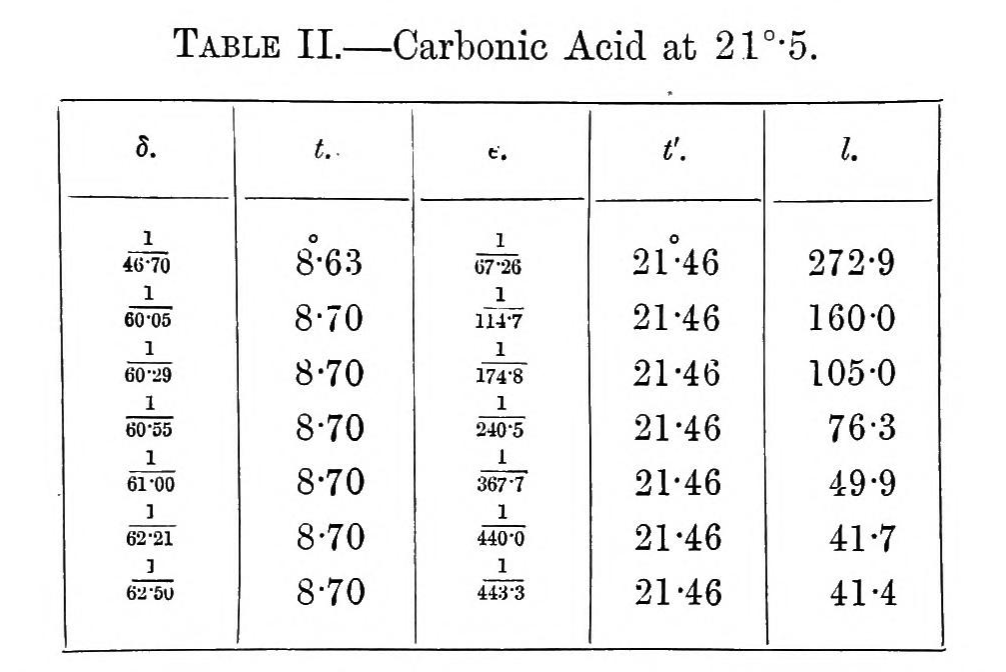 TABLE II.—Carbonic Acid at 21°·5.
δ. t. ε. t′. l.
1/46·70 8°·63 1/67·26 21°·46 272·9
1/60·05 8·70 1/114·7 21·46 160·0
1/60·29 8·70 1/174·8 21·46 105·0
1/60·55 8·70 1/240·5 21·46 76·3
1/61·00 8·70 1/367·7 21·46 49·9
1/62·21 8·70 1/440·0 21·46 41·7
1/62·50 8·70 1/443·3 21·46 41·4